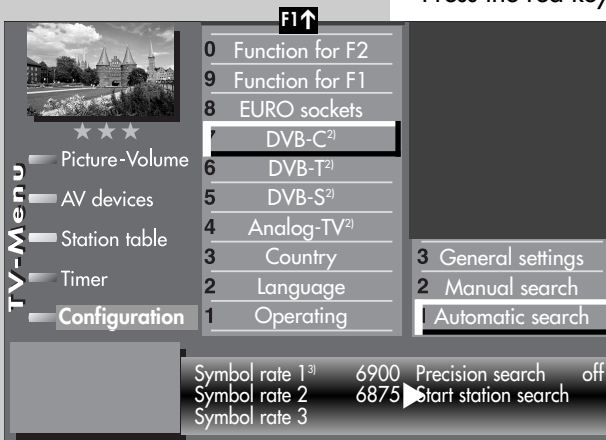 Press the red key
F1↑
0 Function for F2
9 Function for F1
8 EURO sockets
7 DVB-C2)
6 DVB-T2)
5 DVB-S2)
4 Analog-TV2)
3 Country
2 Language
1 Operating
TV-Menu
Picture-Volume
AV devices
Station table
Timer
Configuration
3 General settings
2 Manual search
1 Automatic search
Symbol rate 13) 6900 Precision search off
Symbol rate 2 6875 Start station search
Symbol rate 3